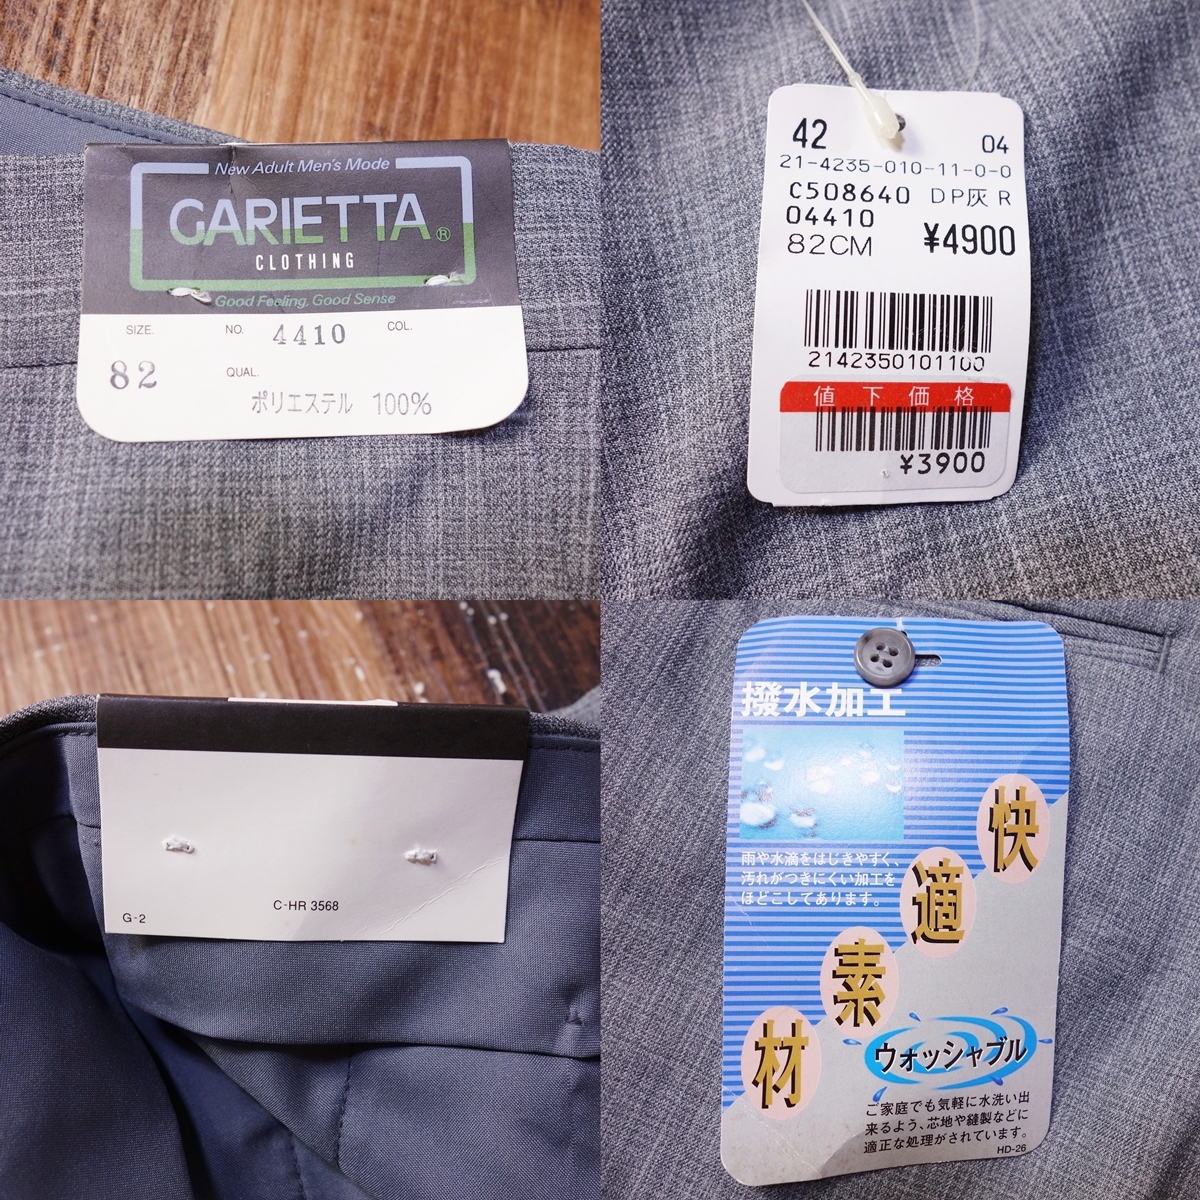 New Adult Men's Mode
GARIETTA®
CLOTHING
Good Feeling, Good Sense
SIZE. NO. 4410 COL.
82 QUAL.
ポリエステル 100%
42 04
21-4235-010-11-0-0
C508640 DP灰 R
04410
82CM ¥4900
2142350101100
値下価格
¥3900
G-2 C-HR 3568
撥水加工
雨や水滴をはじきやすく、
汚れがつきにくい加工を
ほどこしてあります。
快適素材
ウォッシャブル
ご家庭でも気軽に水洗い出
来るよう、芯地や縫製などに
適正な処理がされています。
HD-26